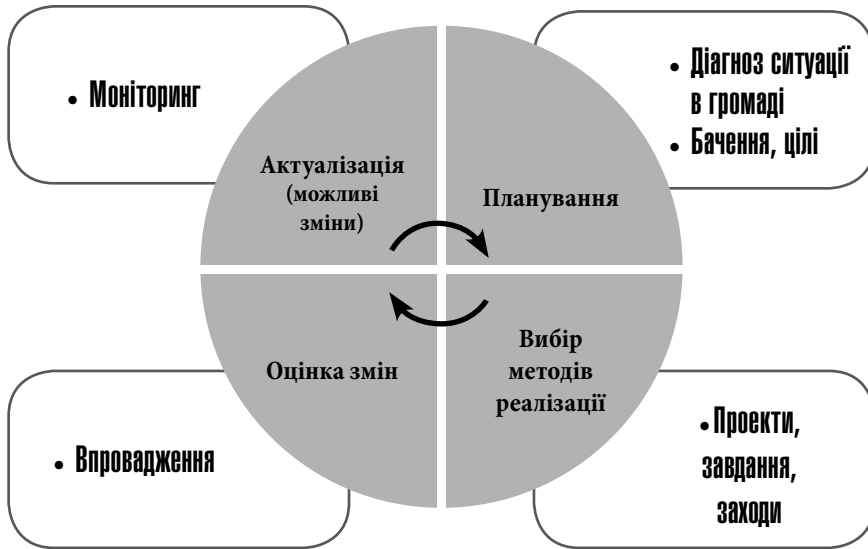 • Моніторинг
• Діагноз ситуації
в громаді
• Бачення, цілі
Актуалізація
(можливі
зміни)
Планування
Оцінка змін
Вибір
методів
реалізації
• Впровадження
• Проекти,
завдання,
заходи